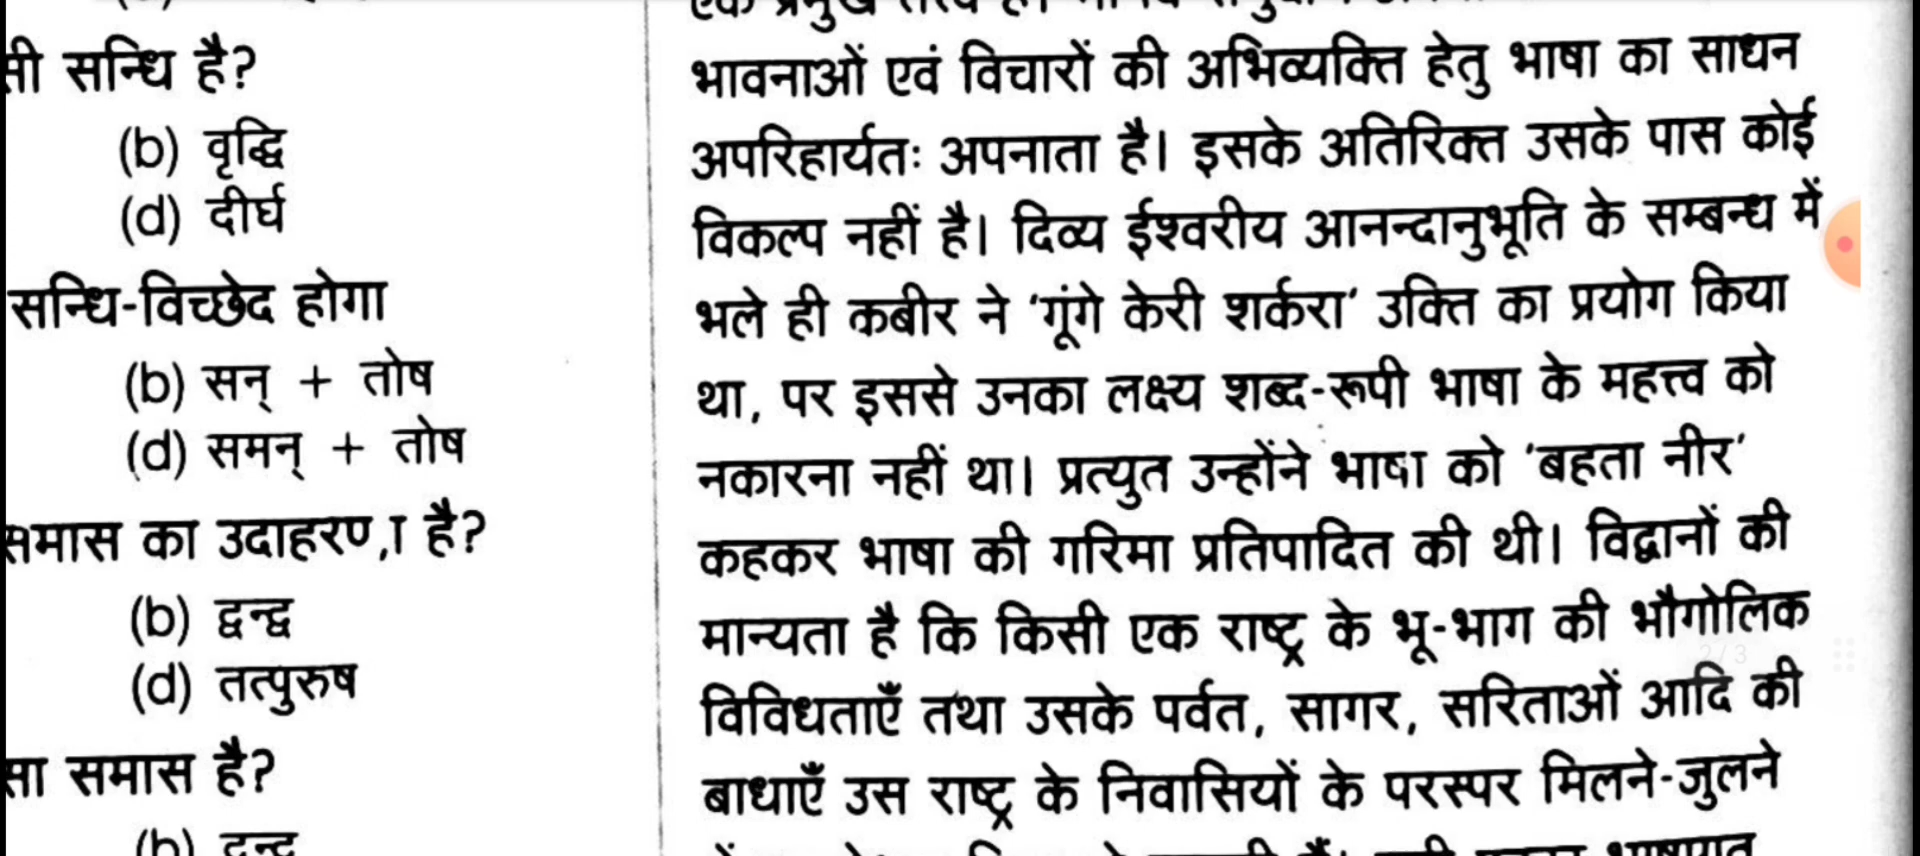 सी सन्धि है?
(b) वृद्धि
(d) दीर्घ
सन्धि-विच्छेद होगा
(b) सन् + तोष
(d) समन् + तोष
समास का उदाहरण,ा है?
(b) द्वन्द्व
(d) तत्पुरुष
सा समास है?
(b) द्वन्द्व
भावनाओं एवं विचारों की अभिव्यक्ति हेतु भाषा का साधन
अपरिहार्यतः अपनाता है। इसके अतिरिक्त उसके पास कोई
विकल्प नहीं है। दिव्य ईश्वरीय आनन्दानुभूति के सम्बन्ध में
भले ही कबीर ने ‘गूंगे केरी शर्करा’ उक्ति का प्रयोग किया
था, पर इससे उनका लक्ष्य शब्द-रूपी भाषा के महत्त्व को
नकारना नहीं था। प्रत्युत उन्होंने भाषा को ‘बहता नीर’
कहकर भाषा की गरिमा प्रतिपादित की थी। विद्वानों की
मान्यता है कि किसी एक राष्ट्र के भू-भाग की भौगोलिक
2/3
विविधताएँ तथा उसके पर्वत, सागर, सरिताओं आदि की
बाधाएँ उस राष्ट्र के निवासियों के परस्पर मिलने-जुलने